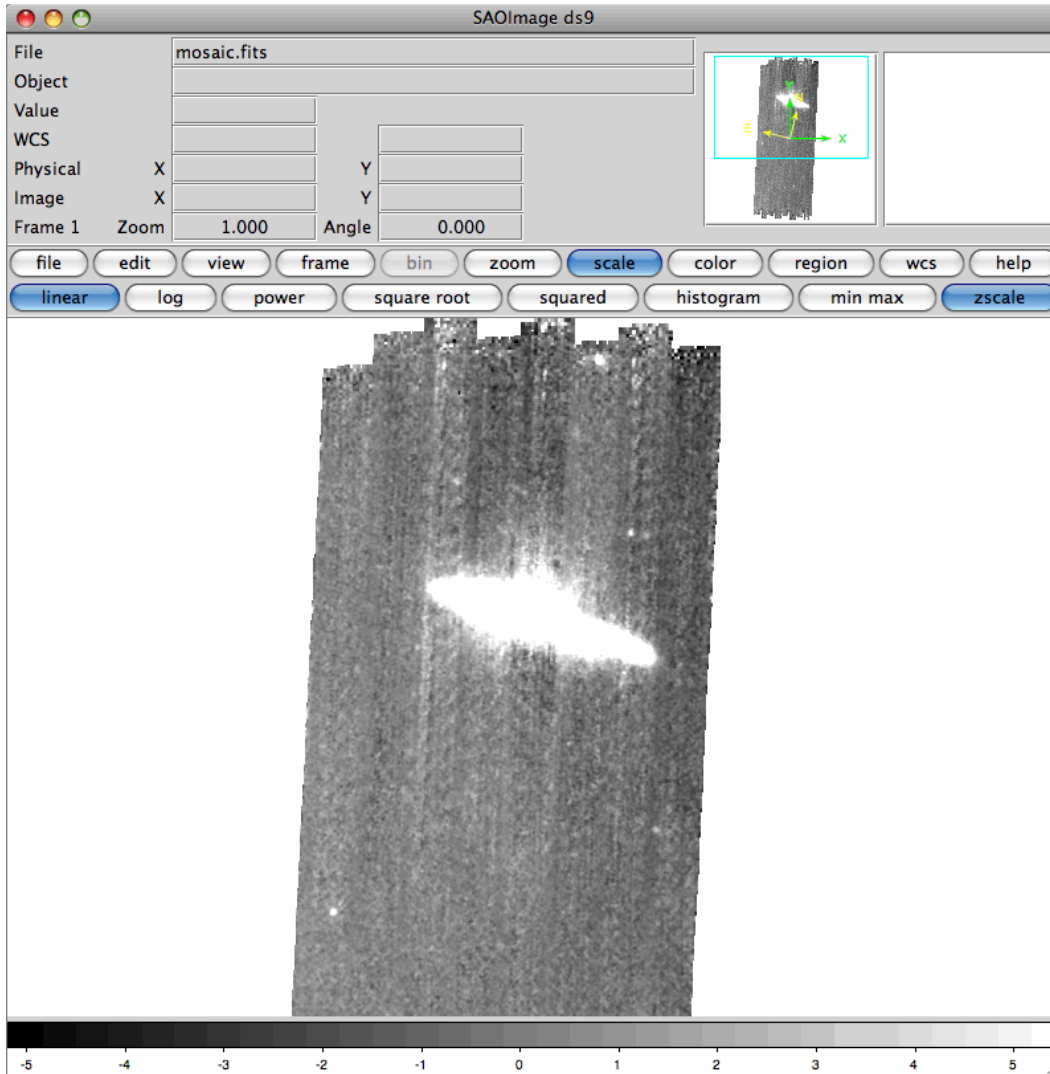 SAOImage ds9
File mosaic.fits
Object
Value
WCS
Physical X Y
Image X Y
Frame 1 Zoom 1.000 Angle 0.000
E X
file edit view frame bin zoom scale color region wcs help
linear log power square root squared histogram min max zscale
-5 -4 -3 -2 -1 0 1 2 3 4 5